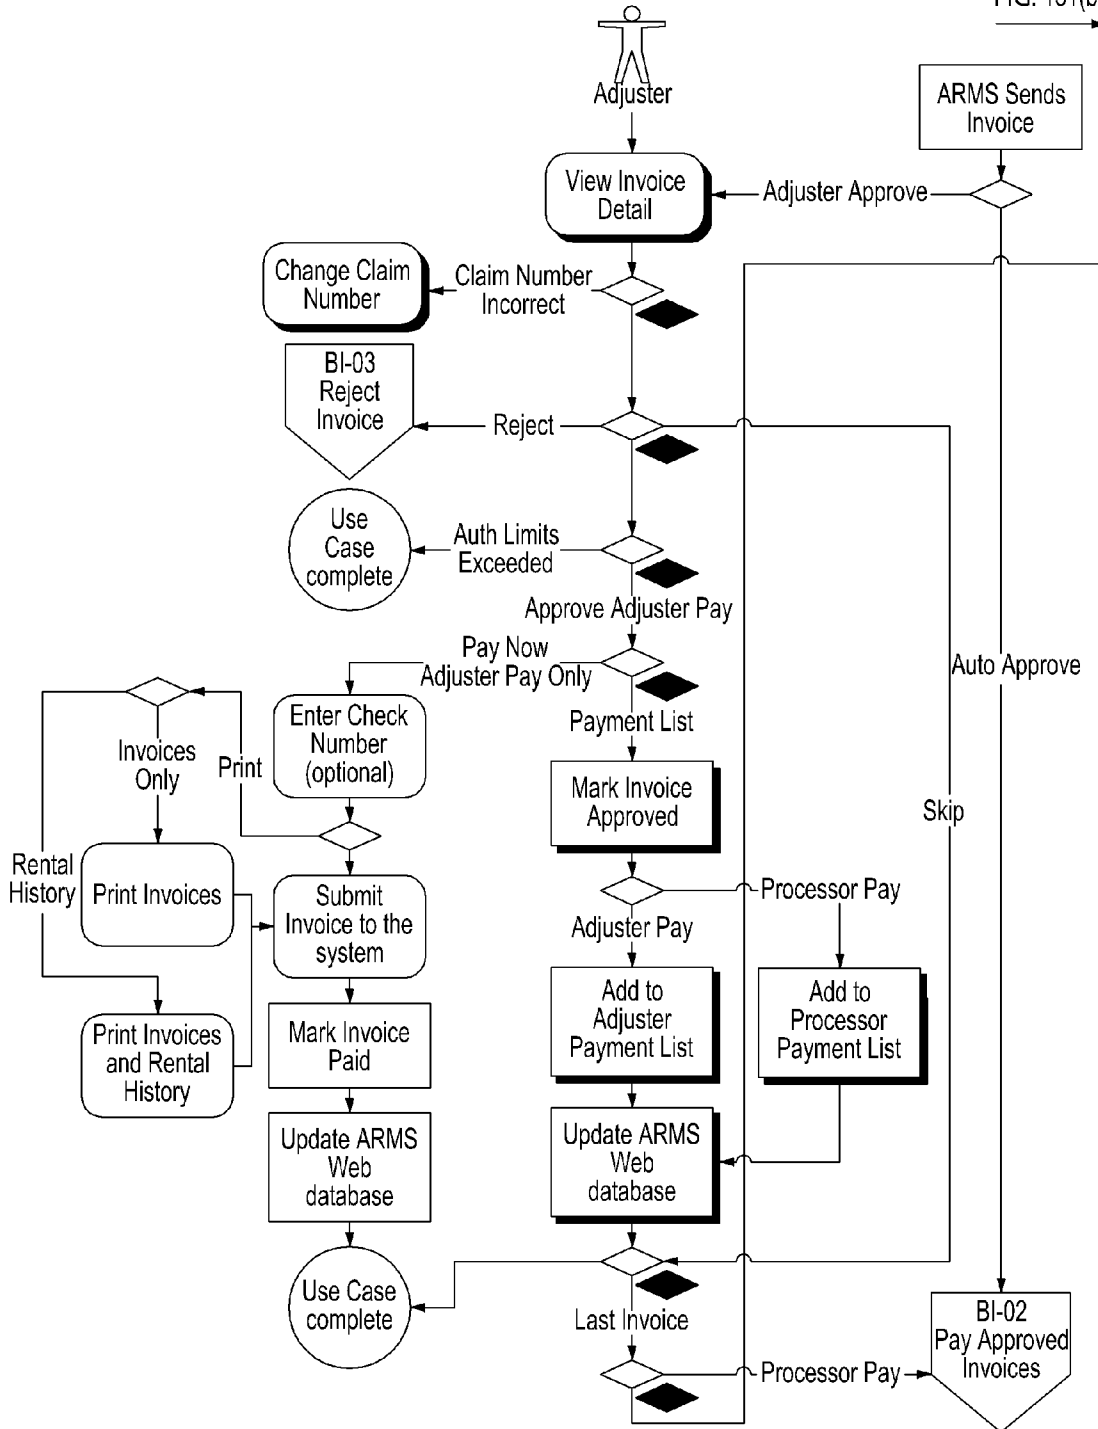 FIG. 161(b
Adjuster
ARMS Sends
Invoice
View Invoice
Detail
Adjuster Approve
Change Claim
Number
Claim Number
Incorrect
BI-03
Reject
Invoice
Reject
Use
Case
complete
Auth Limits
Exceeded
Approve Adjuster Pay
Pay Now
Adjuster Pay Only
Auto Approve
Enter Check
Number
(optional)
Payment List
Invoices
Only
Print
Mark Invoice
Approved
Skip
Rental
History
Print Invoices
Submit
Invoice to the
system
Processor Pay
Adjuster Pay
Add to
Adjuster
Payment List
Add to
Processor
Payment List
Print Invoices
and Rental
History
Mark Invoice
Paid
Update ARMS
Web
database
Update ARMS
Web
database
Use Case
complete
Last Invoice
BI-02
Pay Approved
Invoices
Processor Pay